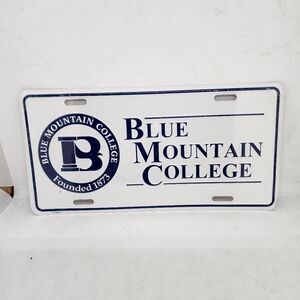 BLUE MOUNTAIN COLLEGE
B
Founded 1873
BLUE
MOUNTAIN
COLLEGE